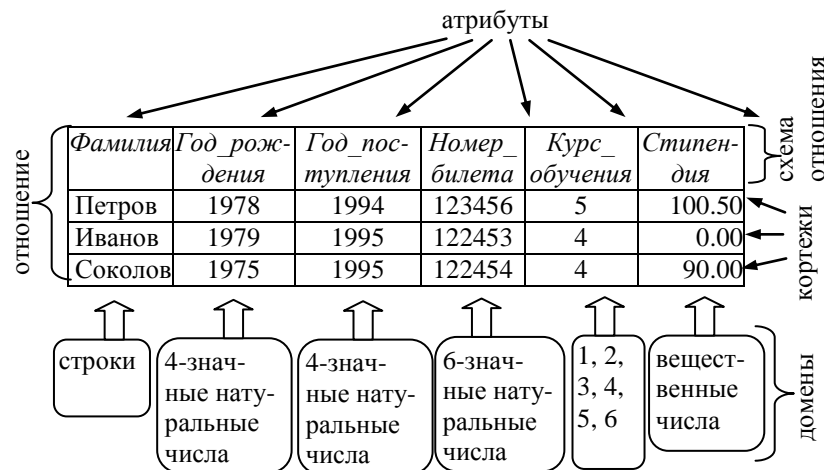 атрибуты
отношение
Фамилия Год_рож- Год_пос- Номер_ Курс_ Стипен-
дения тупления билета обучения дия
Петров 1978 1994 123456 5 100.50
Иванов 1979 1995 122453 4 0.00
Соколов 1975 1995 122454 4 90.00
схема
отношения
кортежи
строки 4-знач- 4-знач- 6-знач- 1, 2, вещест-
ные нату- ные нату- ные нату- 3, 4, венные
ральные ральные ральные 5, 6 числа
числа числа числа
домены